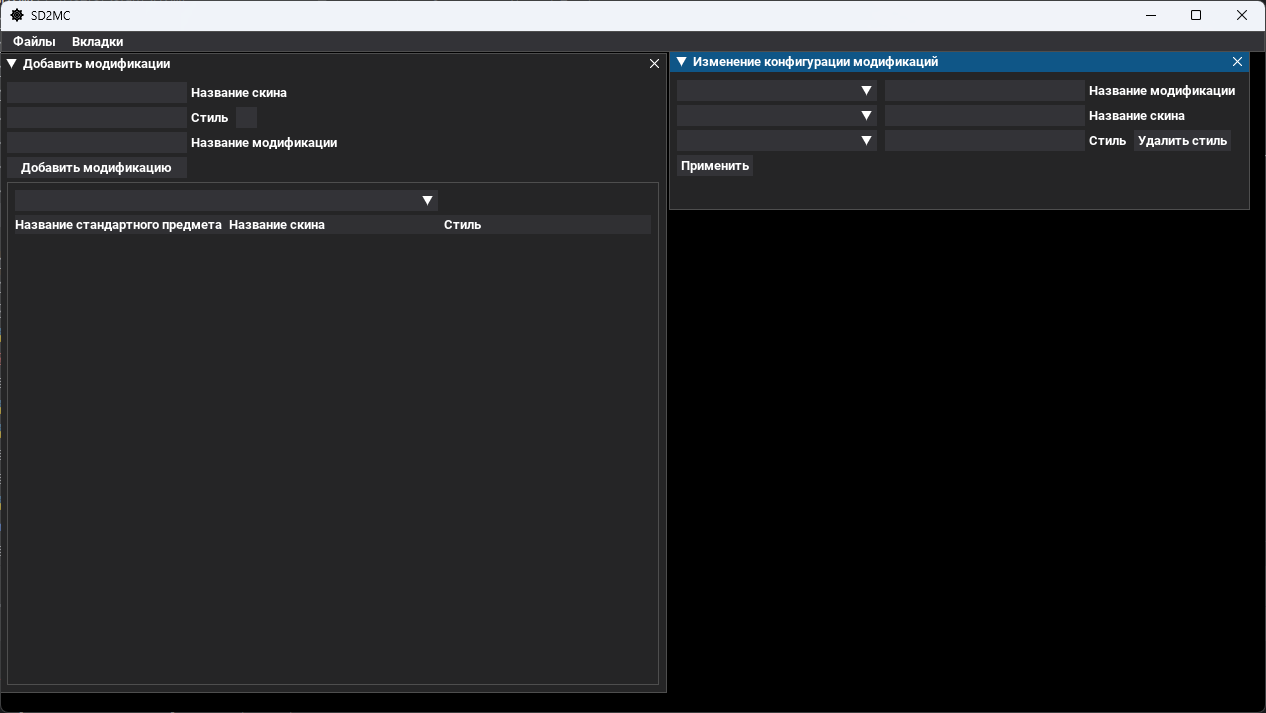 SD2MC
Файлы Вкладки
Добавить модификации
Название скина
Стиль
Название модификации
Добавить модификацию
Название стандартного предмета Название скина Стиль
Изменение конфигурации модификаций
Название модификации
Название скина
Стиль Удалить стиль
Применить